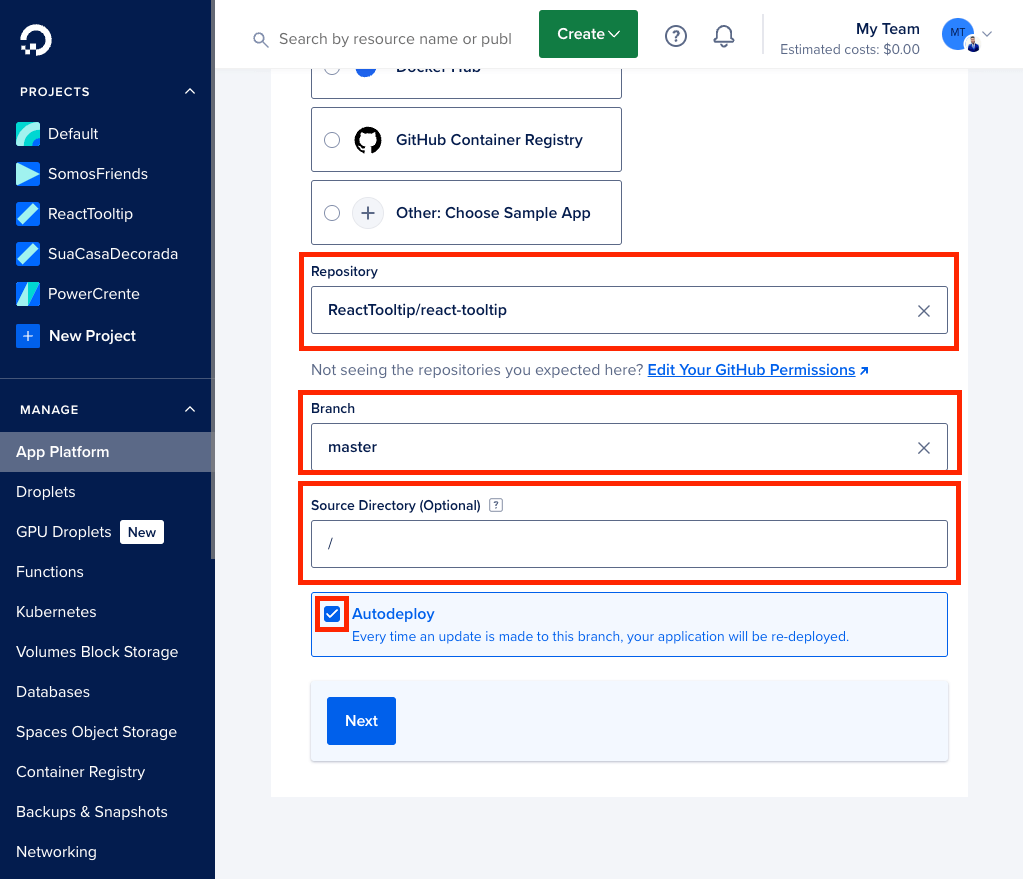 Search by resource name or publ
Create
?
My Team
Estimated costs: $0.00
MT
PROJECTS
Default
SomosFriends
ReactTooltip
SuaCasaDecorada
PowerCrente
+ New Project
MANAGE
App Platform
Droplets
GPU Droplets New
Functions
Kubernetes
Volumes Block Storage
Databases
Spaces Object Storage
Container Registry
Backups & Snapshots
Networking
Docker Hub
GitHub Container Registry
+ Other: Choose Sample App
Repository
ReactTooltip/react-tooltip
Not seeing the repositories you expected here? Edit Your GitHub Permissions
Branch
master
Source Directory (Optional) ?
/
Autodeploy
Every time an update is made to this branch, your application will be re-deployed.
Next